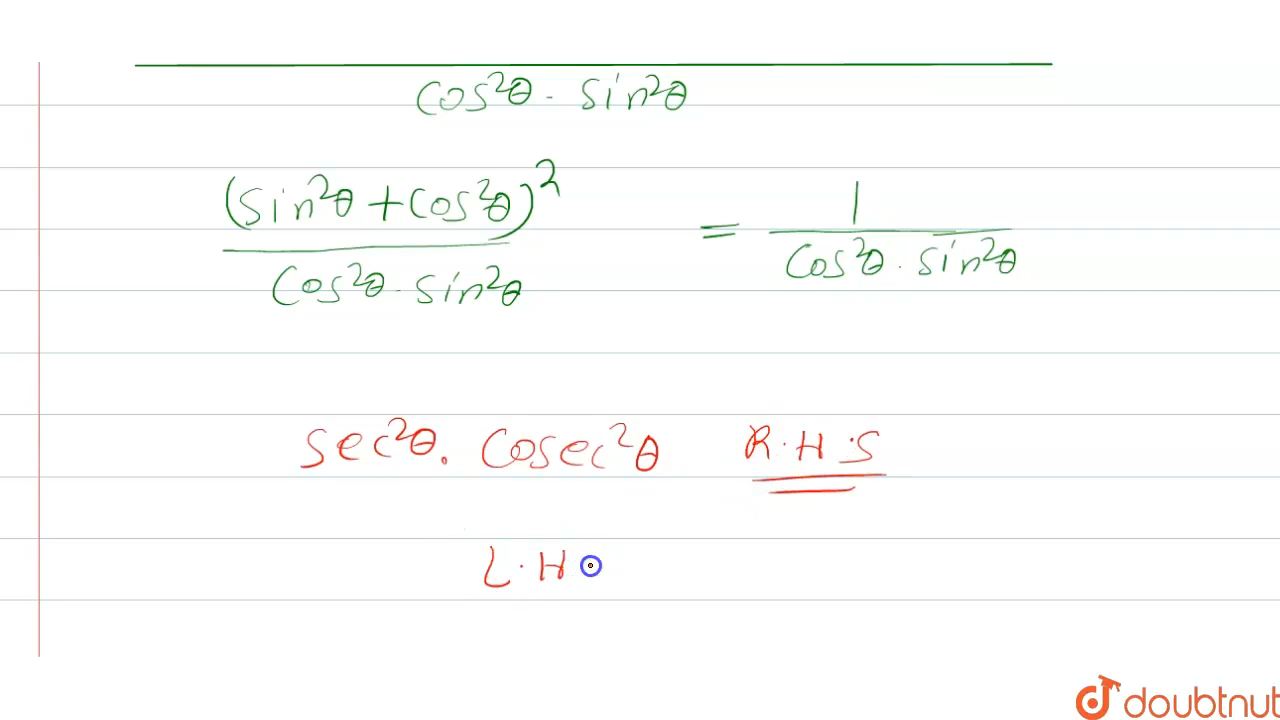 cos²θ . sin²θ
(sin²θ + cos²θ)² / cos²θ . sin²θ = 1 / cos²θ . sin²θ
sec²θ . cosec²θ R.H.S
L.H
doubtnut